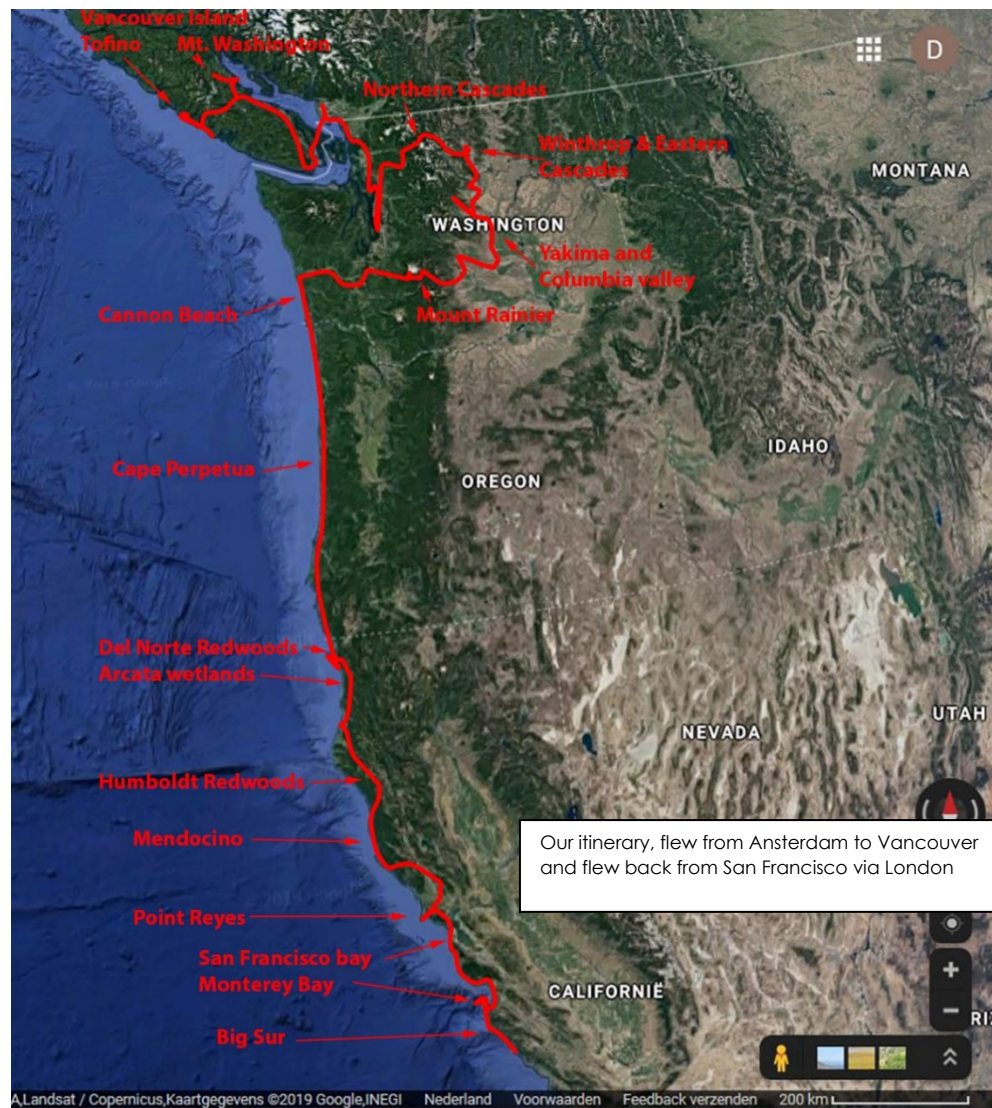 Vancouver Island
Tofino
Mt. Washington
D
Northern Cascades
Winthrop & Eastern
Cascades
MONTANA
WASHINGTON
Yakima and
Columbia valley
Cannon Beach
Mount Rainier
IDAHO
Cape Perpetua
OREGON
Del Norte Redwoods
Arcata wetlands
UTAH
NEVADA
Humboldt Redwoods
Mendocino
Our itinerary, flew from Ansterdam to Vancouver
and flew back from San Francisco via London
Point Reyes
San Francisco bay
Monterey Bay
CALIFORNIË
RIZ
Big Sur
A,Landsat / Copernicus,Kaartgegevens ©2019 Google,INEGI Nederland Voorwaarden Feedback verzenden 200 km